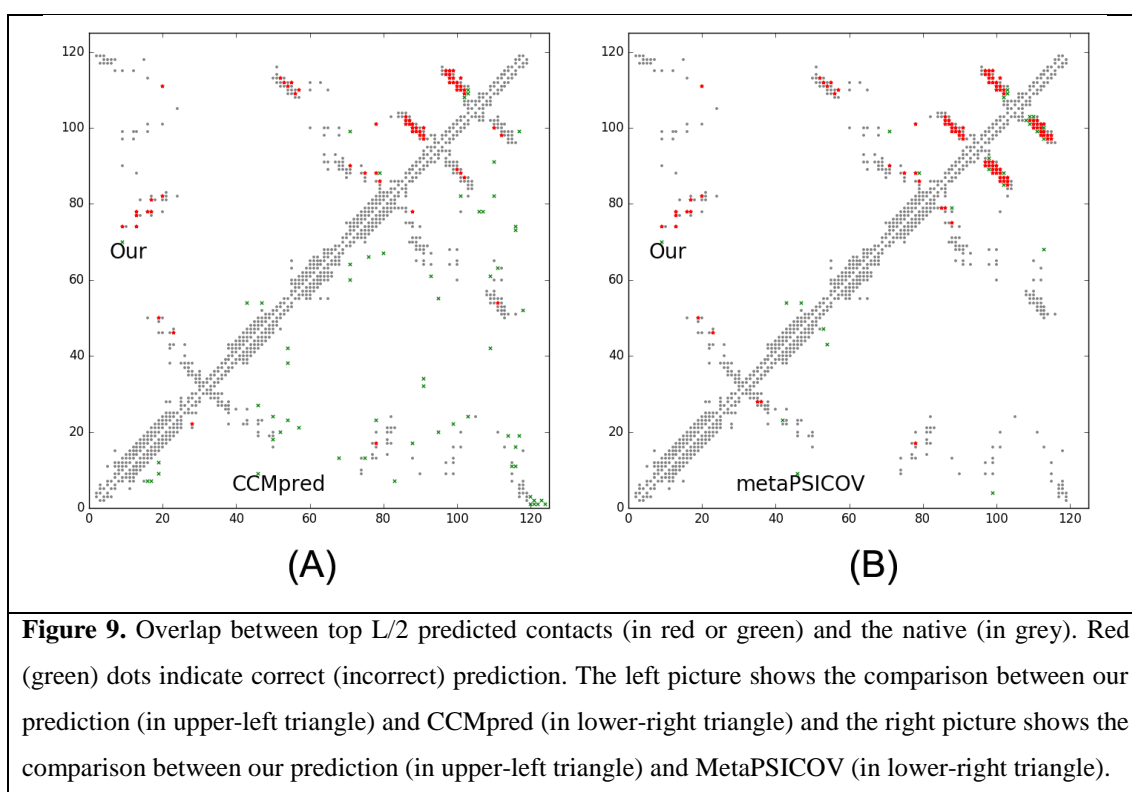 120
100
80
60
40
20
0
0 20 40 60 80 100 120
Our
CCMpred
(A)
120
100
80
60
40
20
0
0 20 40 60 80 100 120
Our
metaPSICOV
(B)
Figure 9. Overlap between top L/2 predicted contacts (in red or green) and the native (in grey). Red
(green) dots indicate correct (incorrect) prediction. The left picture shows the comparison between our
prediction (in upper-left triangle) and CCMpred (in lower-right triangle) and the right picture shows the
comparison between our prediction (in upper-left triangle) and MetaPSICOV (in lower-right triangle).